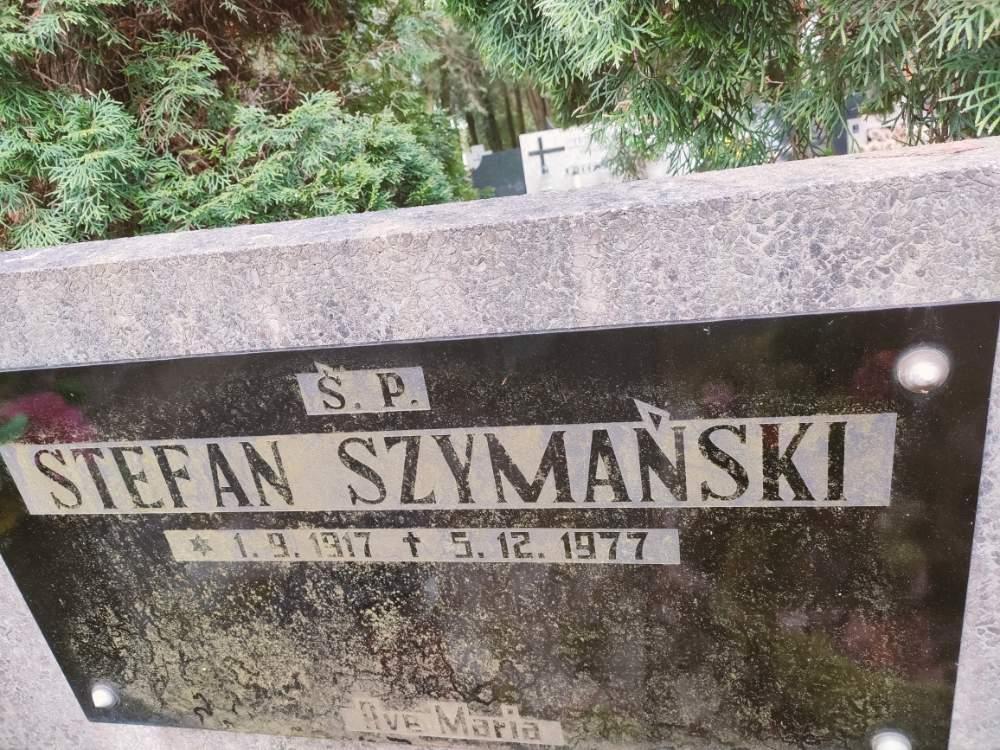 Ś. P.
STEFAN SZYMAŃSKI
* 1.9.1917 † 5.12.1977
Ave Maria